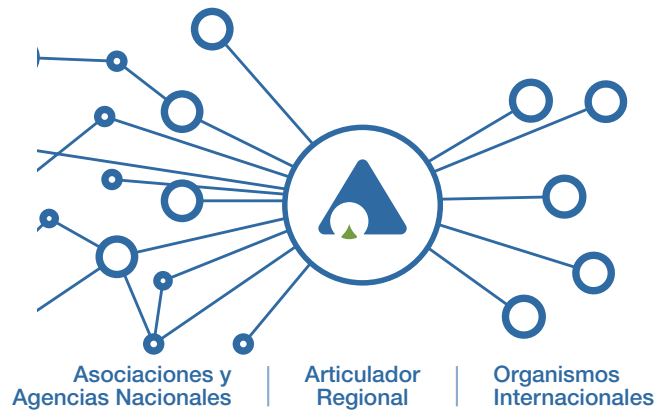 Asociaciones y
Agencias Nacionales
Articulador
Regional
Organismos
Internacionales